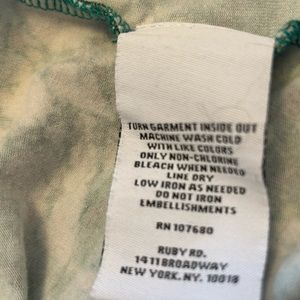 TURN GARMENT INSIDE OUT
MACHINE WASH COLD
WITH LIKE COLORS
ONLY NON-CHLORINE
BLEACH WHEN NEEDED
LINE DRY
LOW IRON AS NEEDED
DO NOT IRON
EMBELLISHMENTS
RN 107680
RUBY RD.
1411 BROADWAY
NEW YORK, NY. 10018